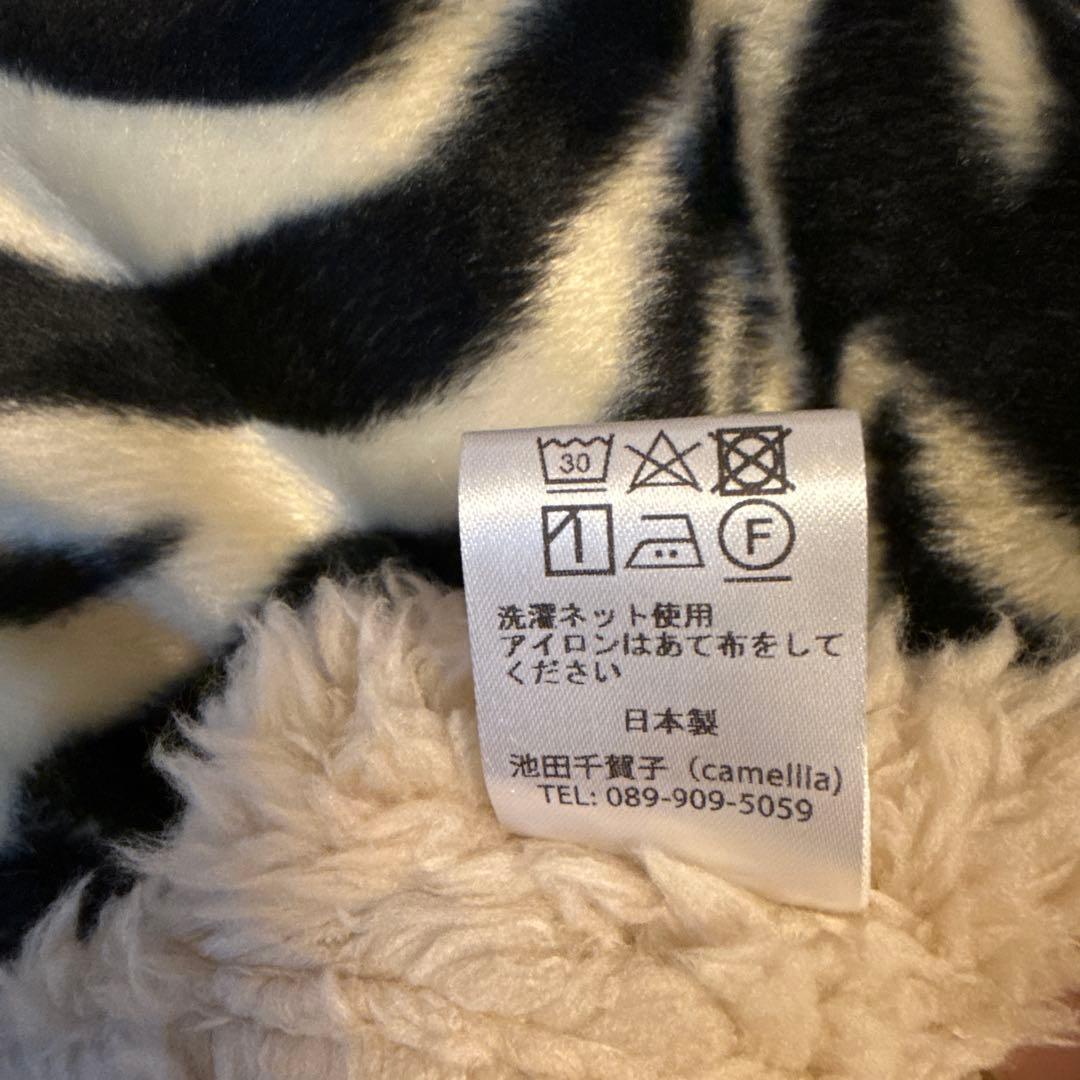 30
F
洗濯ネット使用
アイロンはあて布をして
ください
日本製
池田千賀子（camellia)
TEL: 089-909-5059